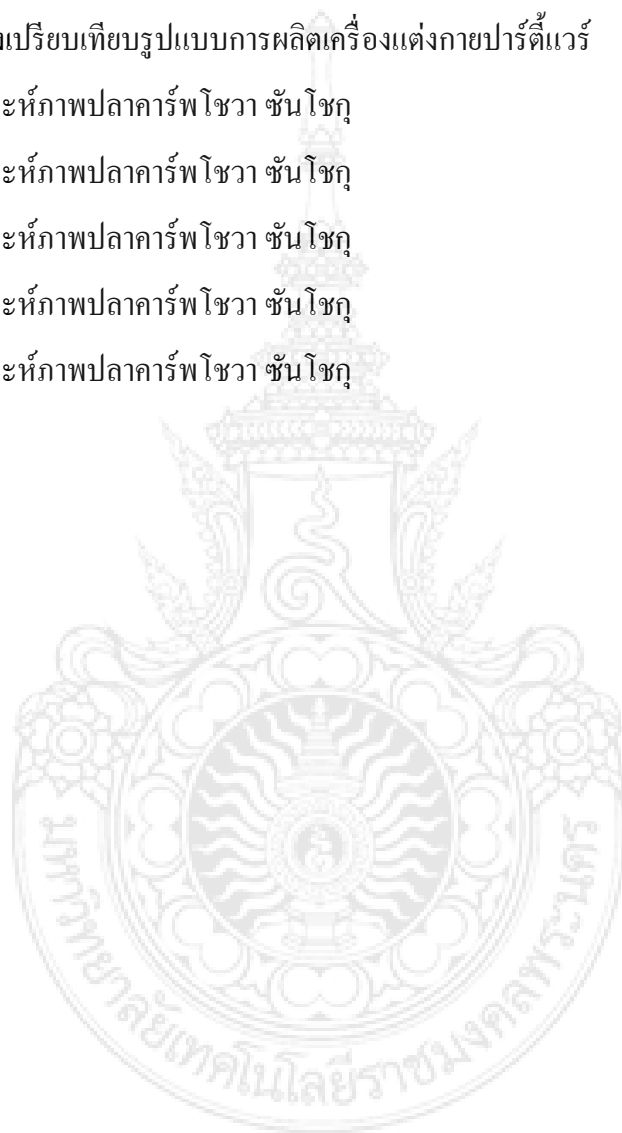 งเปรียบเทียบรูปแบบการผลิตเครื่องแต่งกายปาร์ตี้แวร์
ะห์ภาพปลาคาร์พโชวา ซันโชกุ
ะห์ภาพปลาคาร์พโชวา ซันโชกุ
ะห์ภาพปลาคาร์พโชวา ซันโชกุ
ะห์ภาพปลาคาร์พโชวา ซันโชกุ
ะห์ภาพปลาคาร์พโชวา ซันโชกุ
มหาวิทยาลัยเทคโนโลยีราชมงคลพระนคร